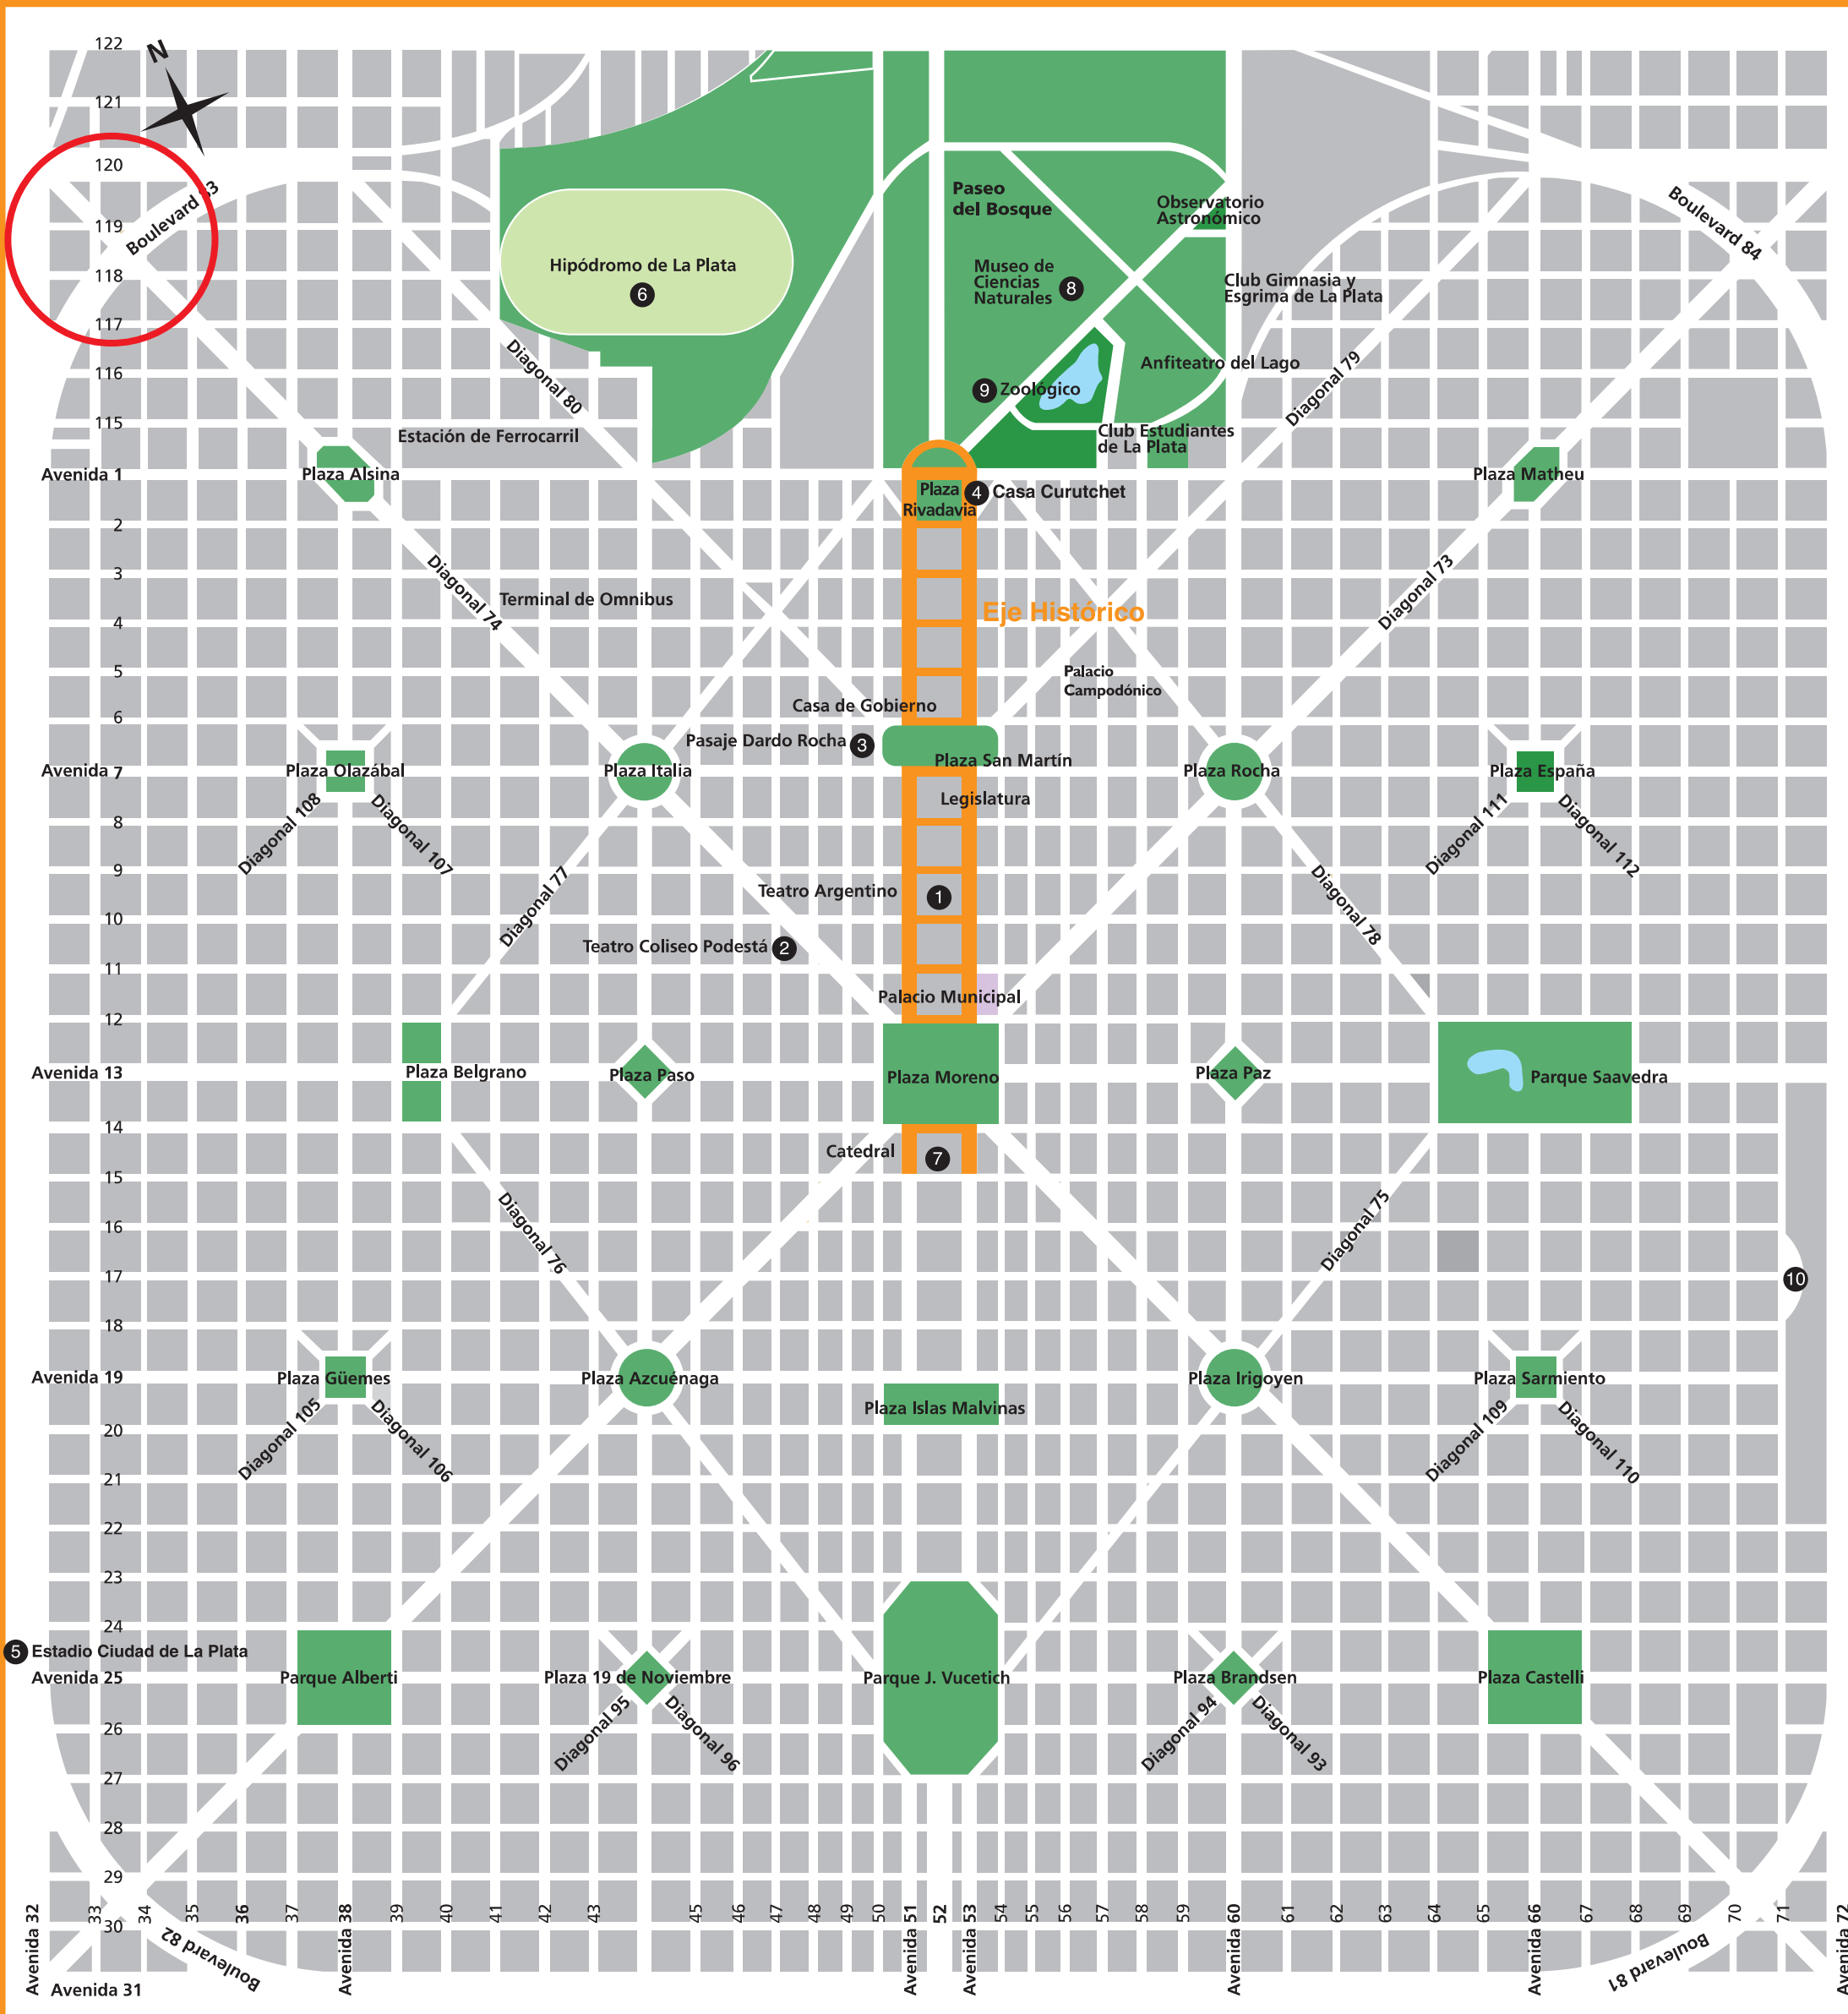 122
N
121
120
Boulevard 83
119
118
117
116
115
Paseo
del Bosque
Observatorio
Astronómico
Boulevard 84
Hipódromo de La Plata
6
Museo de
Ciencias
Naturales
8
Club Gimnasia y
Esgrima de La Plata
Diagonal 80
Anfiteatro del Lago
Diagonal 79
9 Zoológico
Estación de Ferrocarril
Club Estudiantes
de La Plata
Avenida 1
Plaza Alsina
Plaza Matheu
Plaza
Rivadavia
4 Casa Curutchet
2
3
Diagonal 74
Terminal de Omnibus
Diagonal 73
Eje Histórico
4
5
Palacio
Campodónico
Casa de Gobierno
6
Pasaje Dardo Rocha 3
Plaza San Martín
Avenida 7
Plaza Olazábal
Plaza Italia
Plaza Rocha
Plaza España
Legislatura
8
Diagonal 108
Diagonal 107
Diagonal 111
Diagonal 112
9
Diagonal 77
Teatro Argentino
1
Diagonal 78
10
Teatro Coliseo Podestá 2
11
Palacio Municipal
12
Avenida 13
Plaza Belgrano
Plaza Paso
Plaza Moreno
Plaza Paz
Parque Saavedra
14
Catedral
7
15
Diagonal 76
Diagonal 75
16
17
10
18
Avenida 19
Plaza Güemes
Plaza Azcuénaga
Plaza Irigoyen
Plaza Sarmiento
Plaza Islas Malvinas
20
Diagonal 105
Diagonal 106
Diagonal 109
Diagonal 110
21
22
23
24
5 Estadio Ciudad de La Plata
Avenida 25
Parque Alberti
Plaza 19 de Noviembre
Parque J. Vucetich
Plaza Brandsen
Plaza Castelli
26
Diagonal 95
Diagonal 96
Diagonal 94
Diagonal 93
27
28
29
30
Avenida 32
33
34
35
36
37
Avenida 38
39
40
41
42
43
45
46
47
48
49
50
Avenida 51
52
Avenida 53
54
55
56
57
58
59
Avenida 60
61
62
63
64
65
Avenida 66
67
68
69
70
71
Avenida 72
Boulevard 82
Boulevard 81
Avenida 31